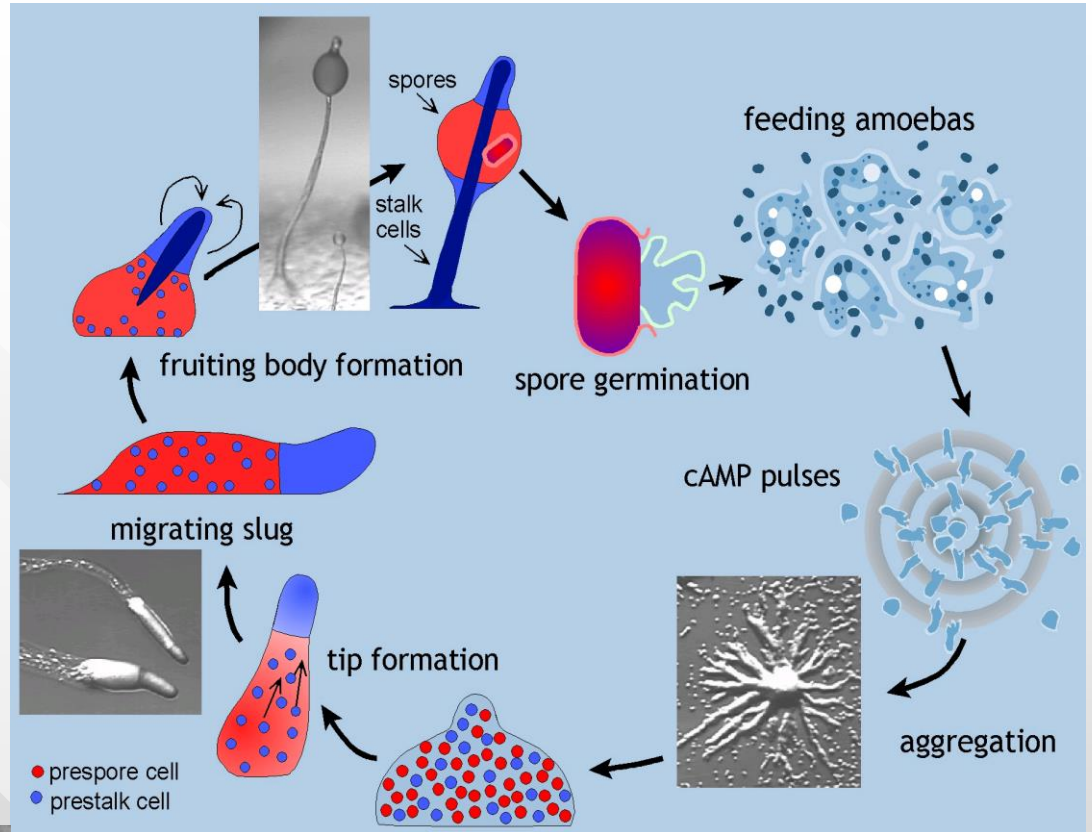 spores
stalk
cells
feeding amoebas
fruiting body formation
spore germination
cAMP pulses
migrating slug
tip formation
aggregation
prespore cell
prestalk cell